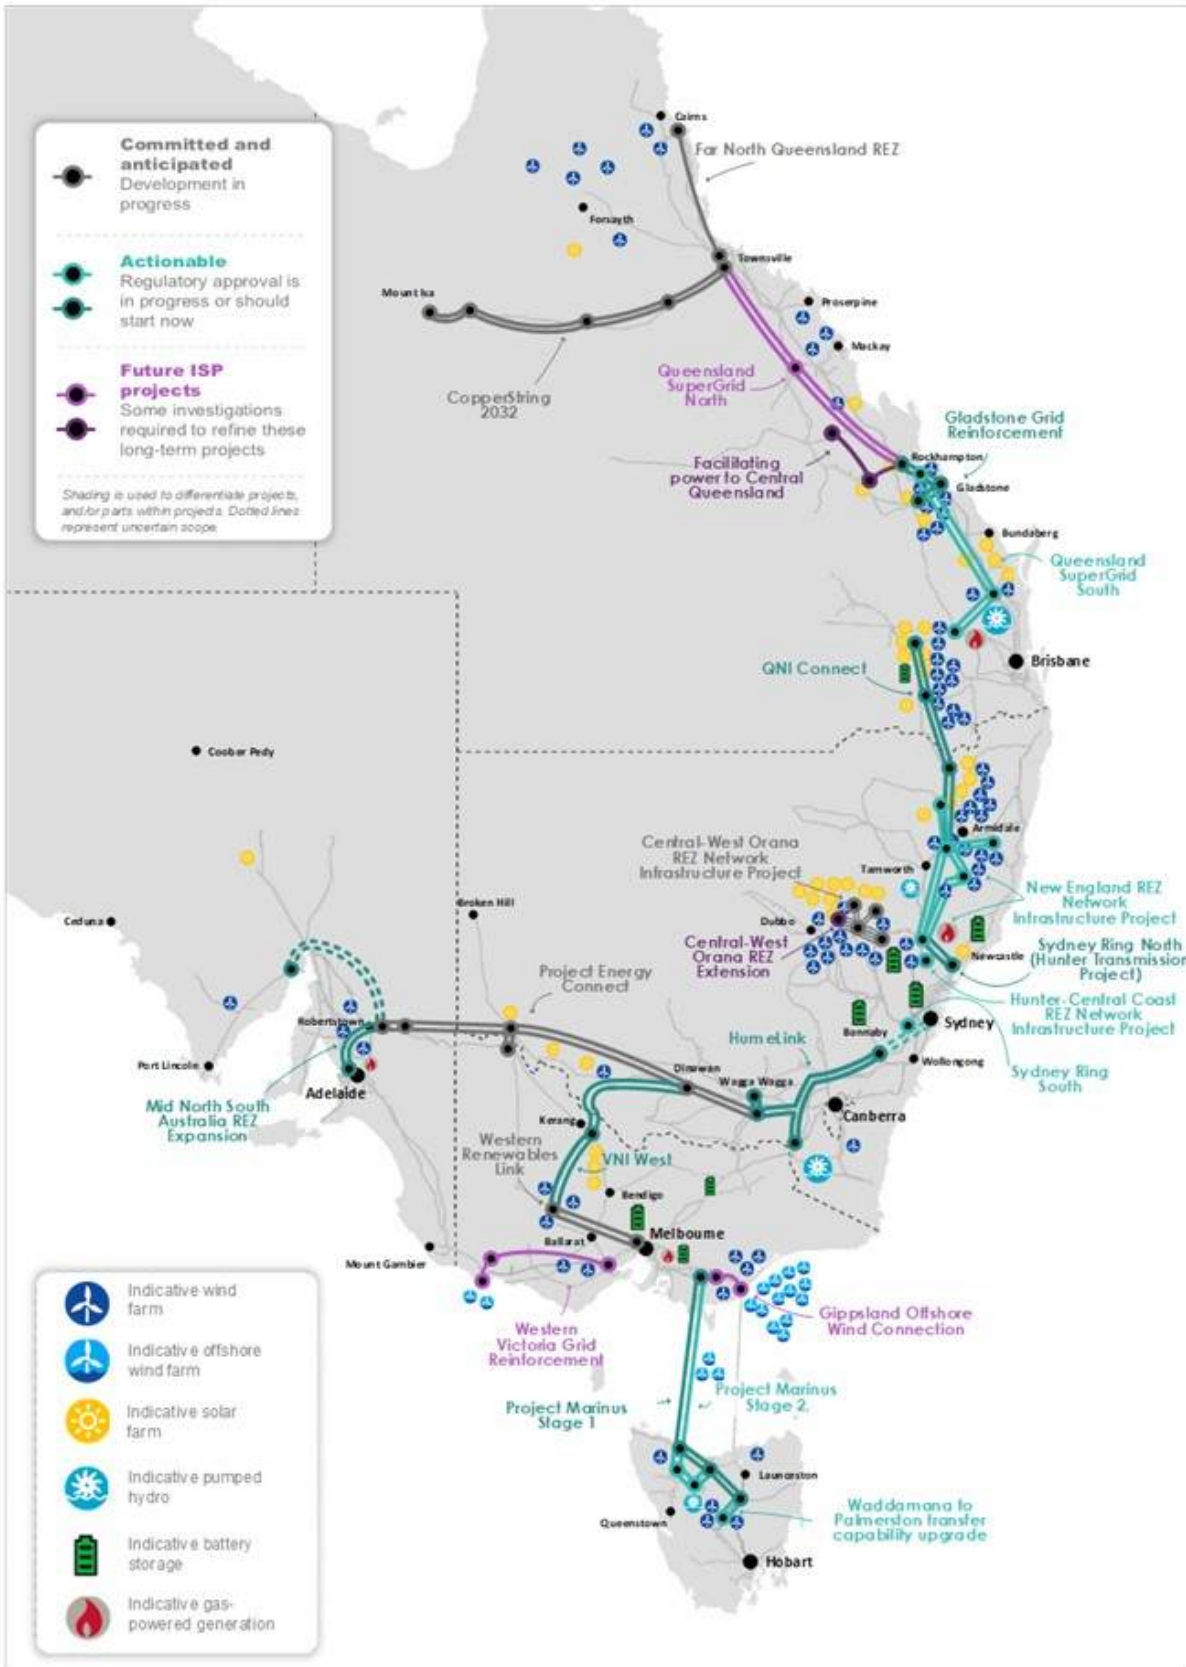 Committed and
anticipated
Development in
progress
Actionable
Regulatory approval is
in progress or should
start now
Future ISP
projects
Some investigations
required to refine these
long-term projects
Shading is used to differentiate projects,
and/or parts within projects. Dotted lines
represent uncertain scope.
Cairns
Far North Queensland REZ
Forsayth
Townsville
Mount Isa
Proserpine
Mackay
CopperString
2032
Queensland
SuperGrid
North
Gladstone Grid
Reinforcement
Facilitating
power to Central
Queensland
Rockhampton
Gladstone
Bundaberg
Queensland
SuperGrid
South
QNI Connect
Brisbane
Coober Pedy
Armidale
Central-West Orana
REZ Network
Infrastructure Project
Tamworth
New England REZ
Network
Infrastructure Project
Ceduna
Broken Hill
Dubbo
Central-West
Orana REZ
Extension
Newcastle
Sydney Ring North
(Hunter Transmission
Project)
Project Energy
Connect
Hunter-Central Coast
REZ Network
Infrastructure Project
Robertstown
Bannaby
Sydney
HumeLink
Wollongong
Sydney Ring
South
Port Lincoln
Adelaide
Dinawan
Wagga Wagga
Canberra
Mid North South
Australia REZ
Expansion
Kerang
Western
Renewables
Link
VNI West
Bendigo
Ballarat
Melbourne
Mount Gambier
Western
Victoria Grid
Reinforcement
Gippsland Offshore
Wind Connection
Project Marinus
Stage 1
Project Marinus
Stage 2,
Launceston
Queenstown
Waddamana to
Palmerston transfer
capability upgrade
Hobart
Indicative wind
farm
Indicative offshore
wind farm
Indicative solar
farm
Indicative pumped
hydro
Indicative battery
storage
Indicative gas-
powered generation